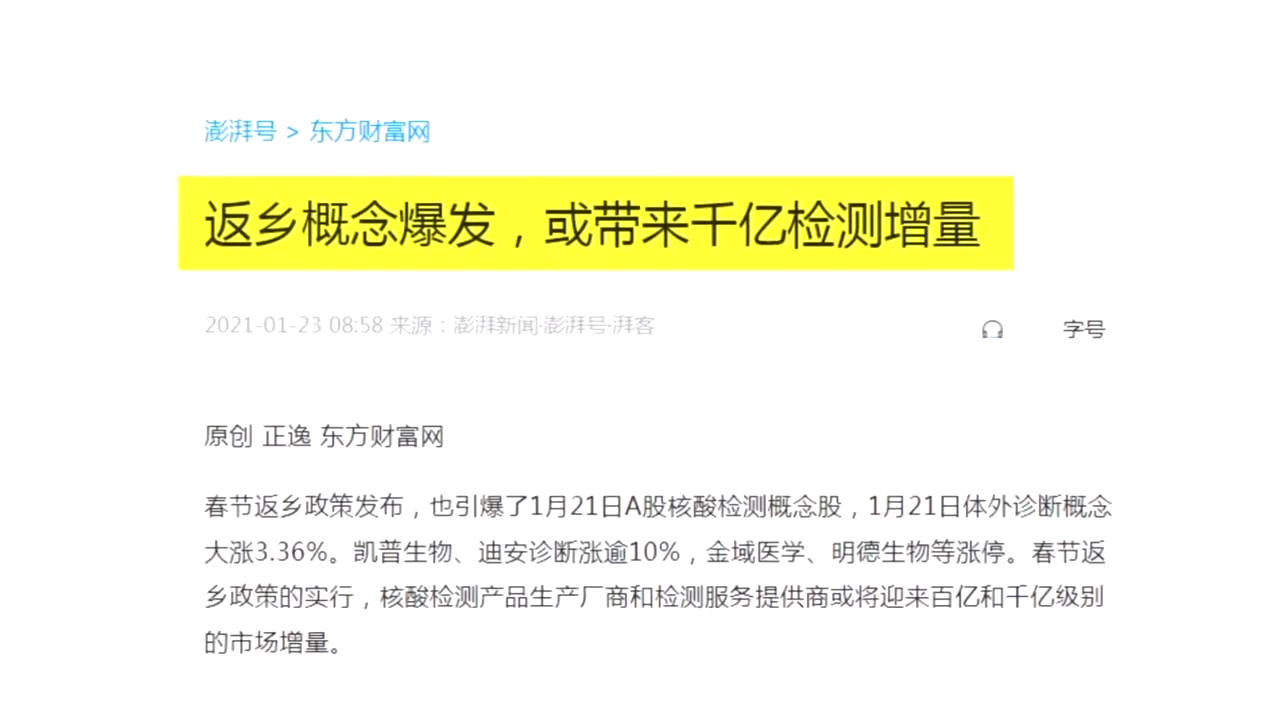 澎湃号 > 东方财富网
返乡概念爆发，或带来千亿检测增量
2021-01-23 08:58 来源：澎湃新闻·澎湃号·湃客
字号
原创 正逸 东方财富网
春节返乡政策发布，也引爆了1月21日A股核酸检测概念股，1月21日体外诊断概念
大涨3.36%。凯普生物、迪安诊断涨逾10%，金域医学、明德生物等涨停。春节返
乡政策的实行，核酸检测产品生产厂商和检测服务提供商或将迎来百亿和千亿级别
的市场增量。